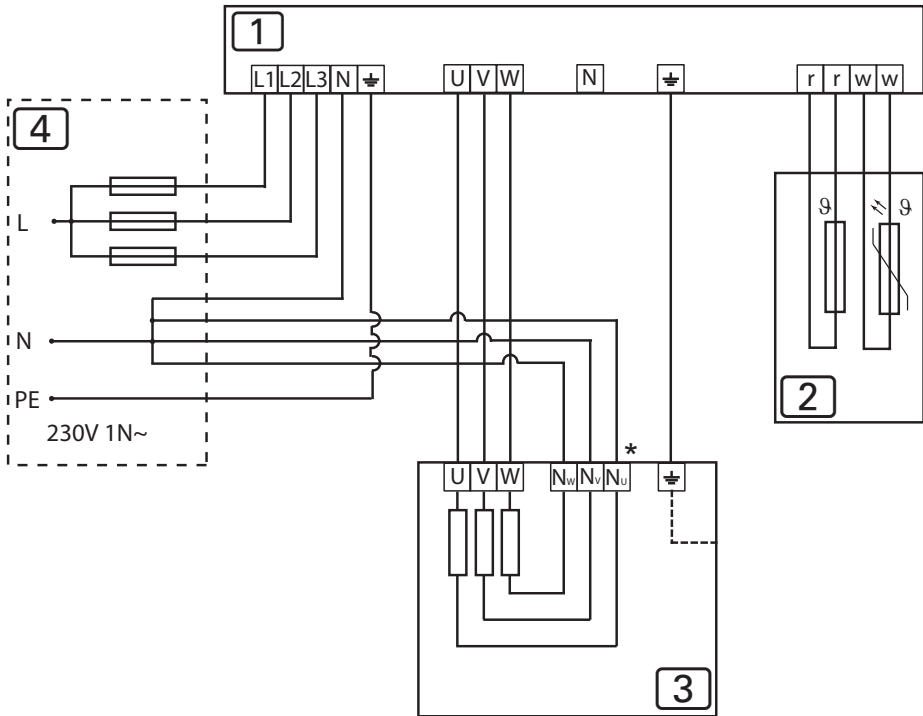 1
L1 L2 L3 N ⏚ U V W N ⏚ r r w w
4
L
N
PE
230V 1N~
ϑ ϑ
2
*
U V W Nw Nv Nu ⏚
3